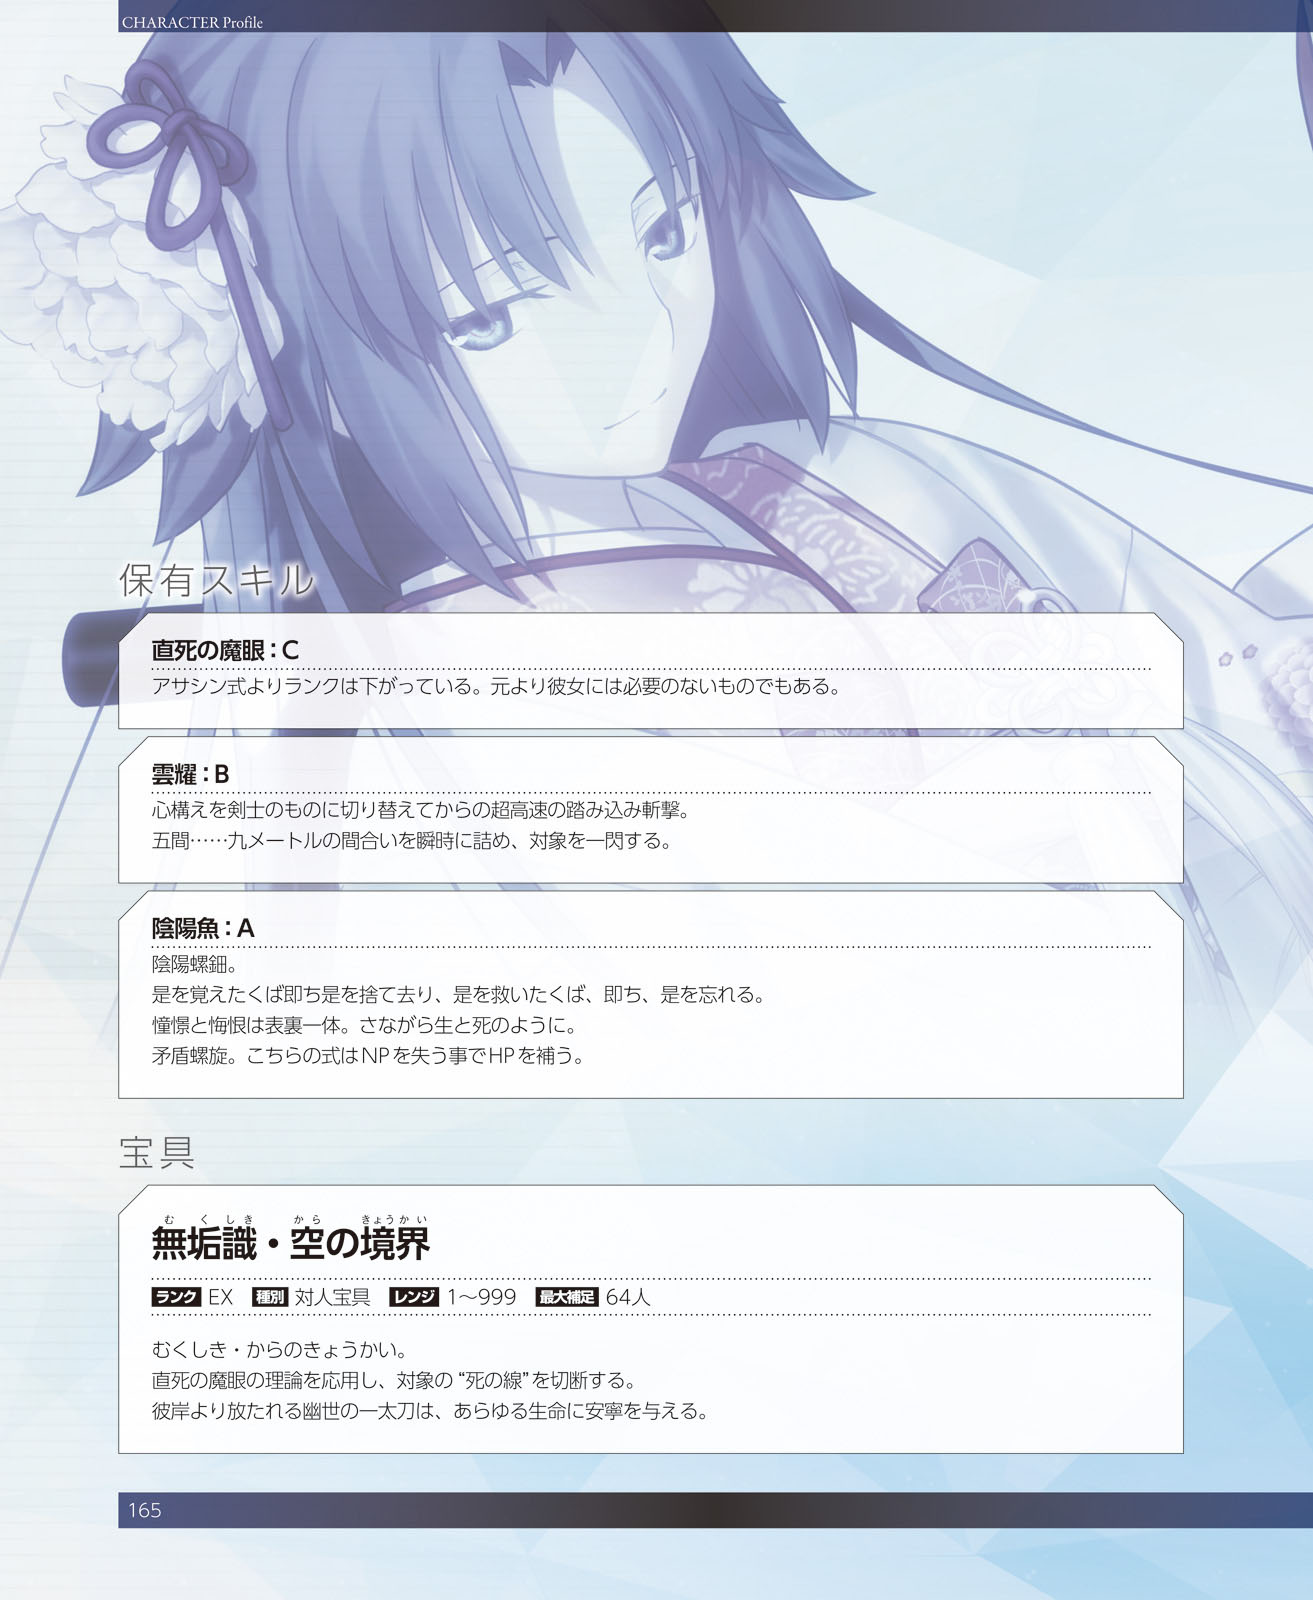 CHARACTER Profile
保有スキル
直死の魔眼：C
アサシン式よりランクは下がっている。元より彼女には必要のないものでもある。
雲耀：B
心構えを剣士のものに切り替えてからの超高速の踏み込み斬撃。
五間……九メートルの間合いを瞬時に詰め、対象を一閃する。
陰陽魚：A
陰陽螺鈿。
是を覚えたくば即ち是を捨て去り、是を救いたくば、即ち、是を忘れる。
憧憬と悔恨は表裏一体。さながら生と死のように。
矛盾螺旋。こちらの式はNPを失う事でHPを補う。
宝具
む く しき から きょうかい
無垢識・空の境界
ランク EX 種別 対人宝具 レンジ 1〜999 最大補足 64人
むくしき・からのきょうかい。
直死の魔眼の理論を応用し、対象の“死の線”を切断する。
彼岸より放たれる幽世の一太刀は、あらゆる生命に安寧を与える。
165